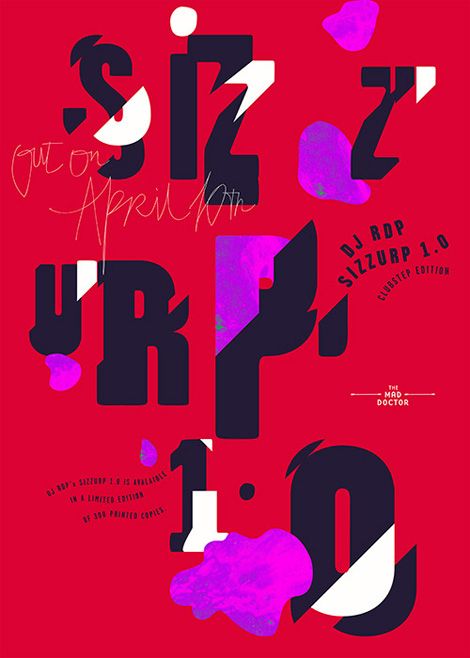 SiZZ
out on
April 10th
DJ RDP
SIZZURP 1.0
CLUBSTEP EDITION
URP
THE
MAD
DOCTOR
1.0
DJ RDP's SIZZURP 1.0 IS AVAILABLE
IN A LIMITED EDITION
OF 300 PRINTED COPIES.